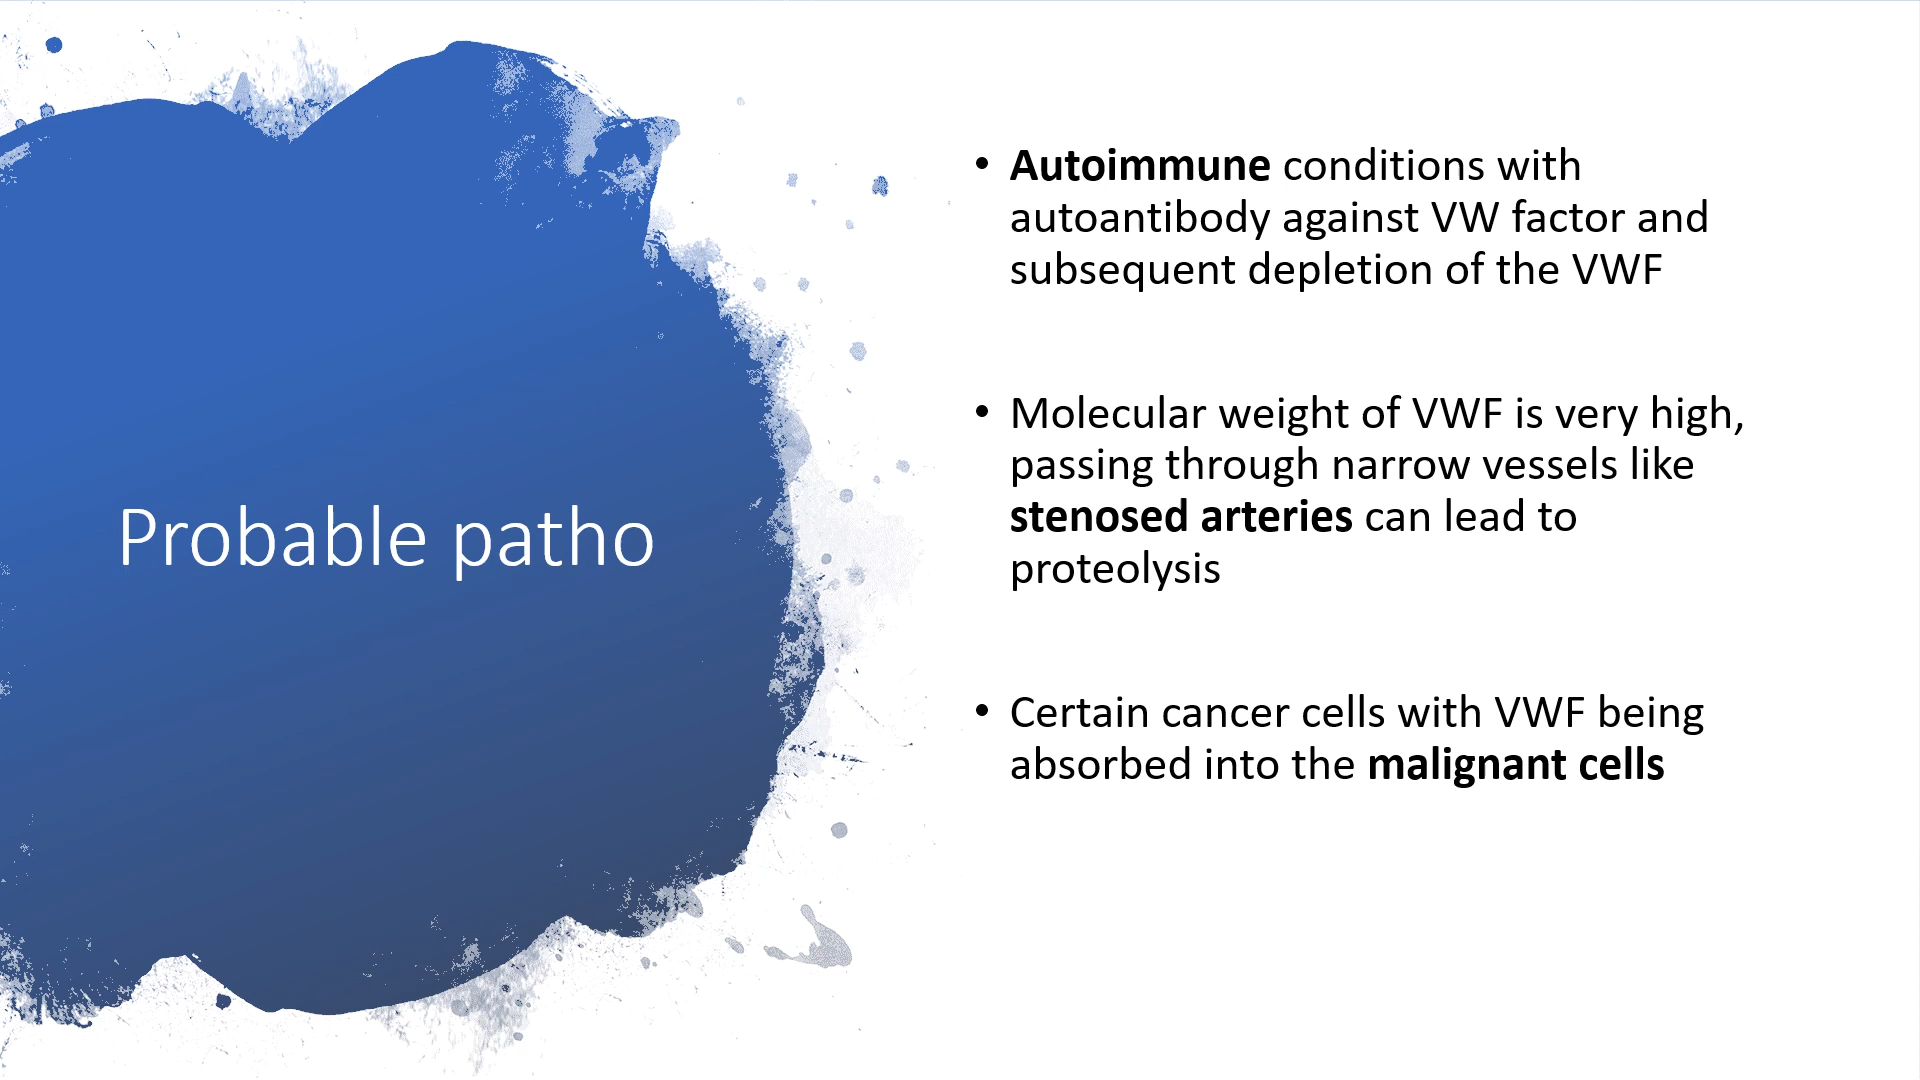 Probable patho
• Autoimmune conditions with
autoantibody against VW factor and
subsequent depletion of the VWF
• Molecular weight of VWF is very high,
passing through narrow vessels like
stenosed arteries can lead to
proteolysis
• Certain cancer cells with VWF being
absorbed into the malignant cells